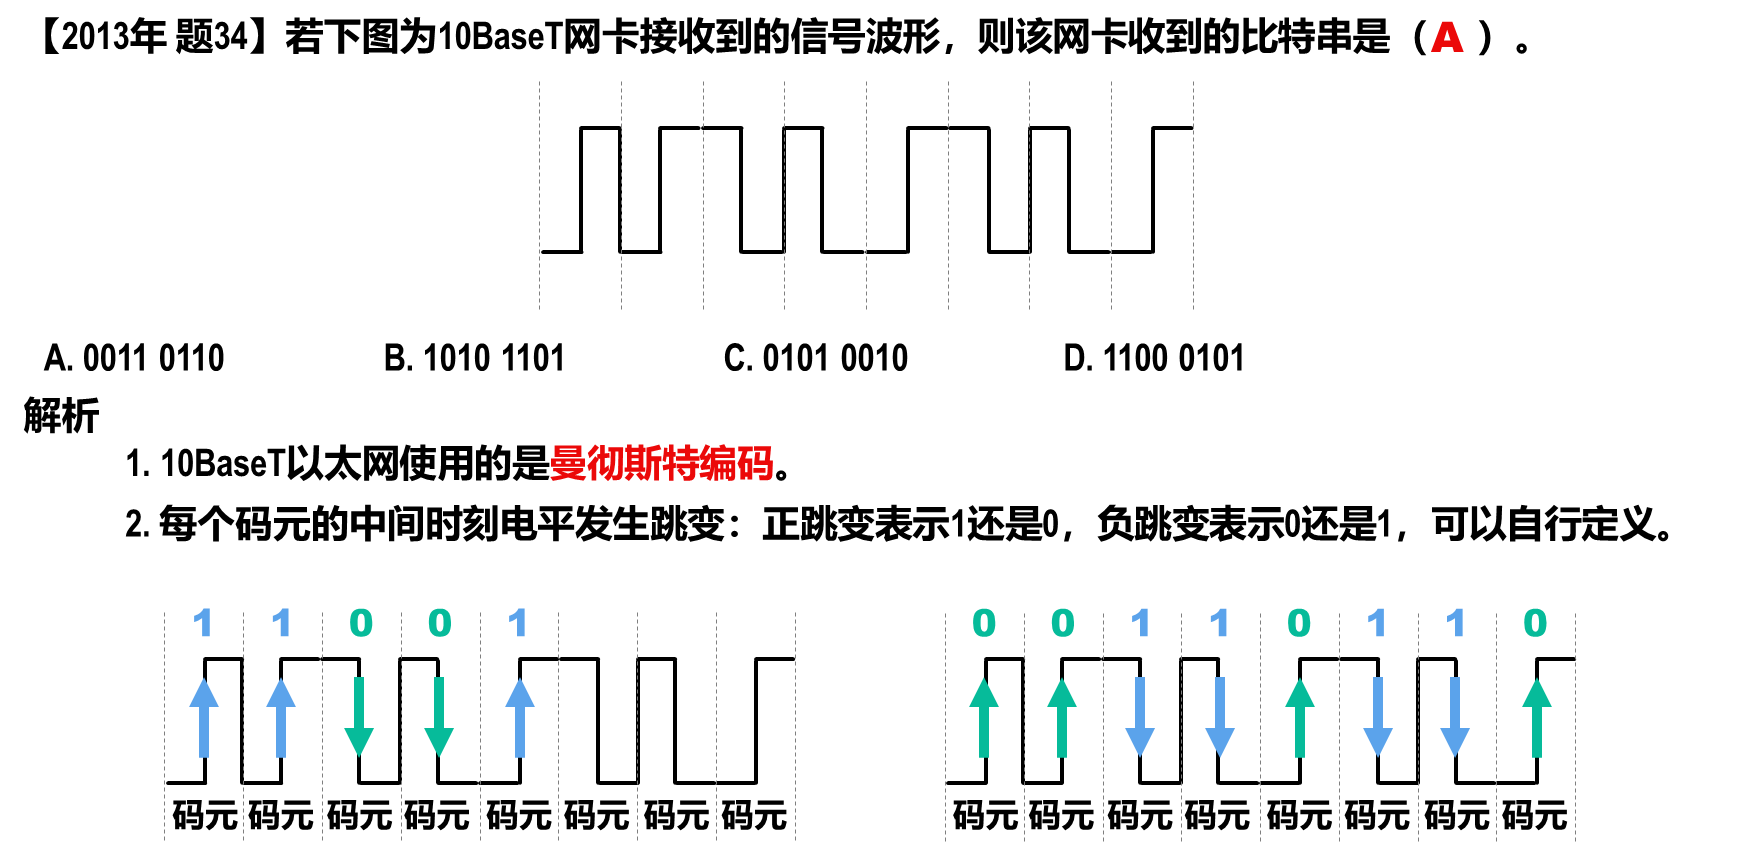 【2013年 题34】若下图为10BaseT网卡接收到的信号波形，则该网卡收到的比特串是（A ）。
A. 0011 0110 B. 1010 1101 C. 0101 0010 D. 1100 0101
解析
1. 10BaseT以太网使用的是曼彻斯特编码。
2. 每个码元的中间时刻电平发生跳变：正跳变表示1还是0，负跳变表示0还是1，可以自行定义。
1 1 0 0 1
码元 码元 码元 码元 码元 码元 码元 码元
0 0 1 1 0 1 1 0
码元 码元 码元 码元 码元 码元 码元 码元